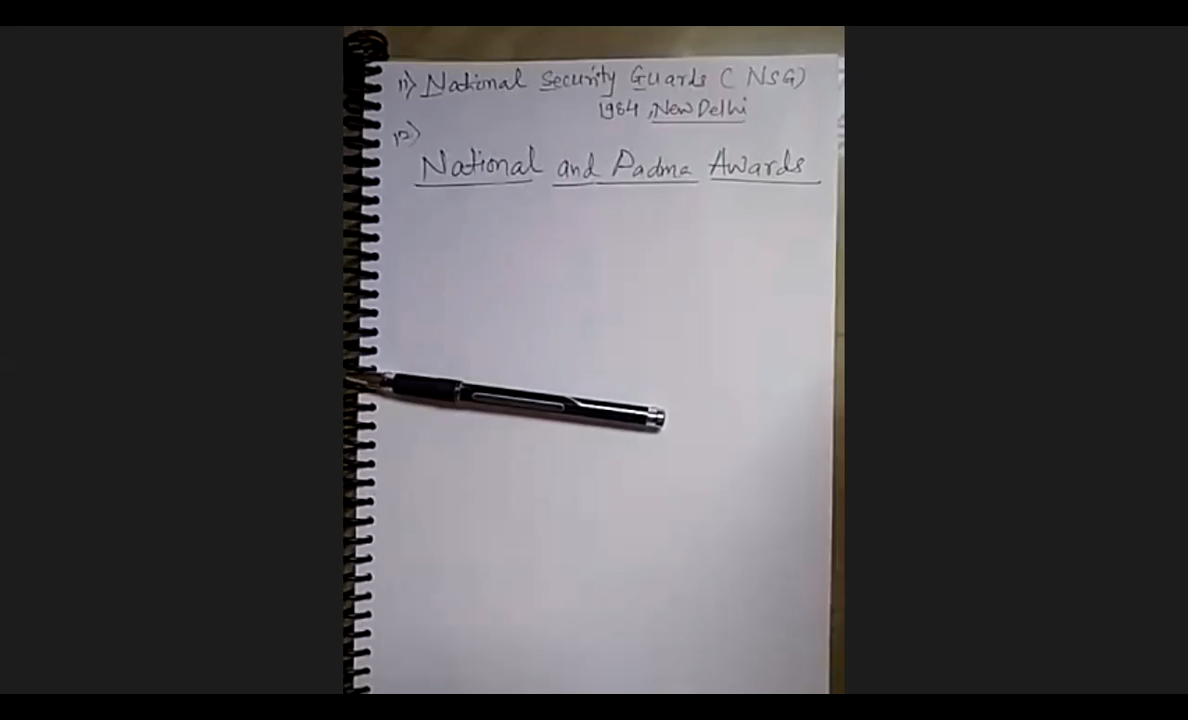 11) National Security Guards (NSG)
1984, New Delhi
12)
National and Padma Awards